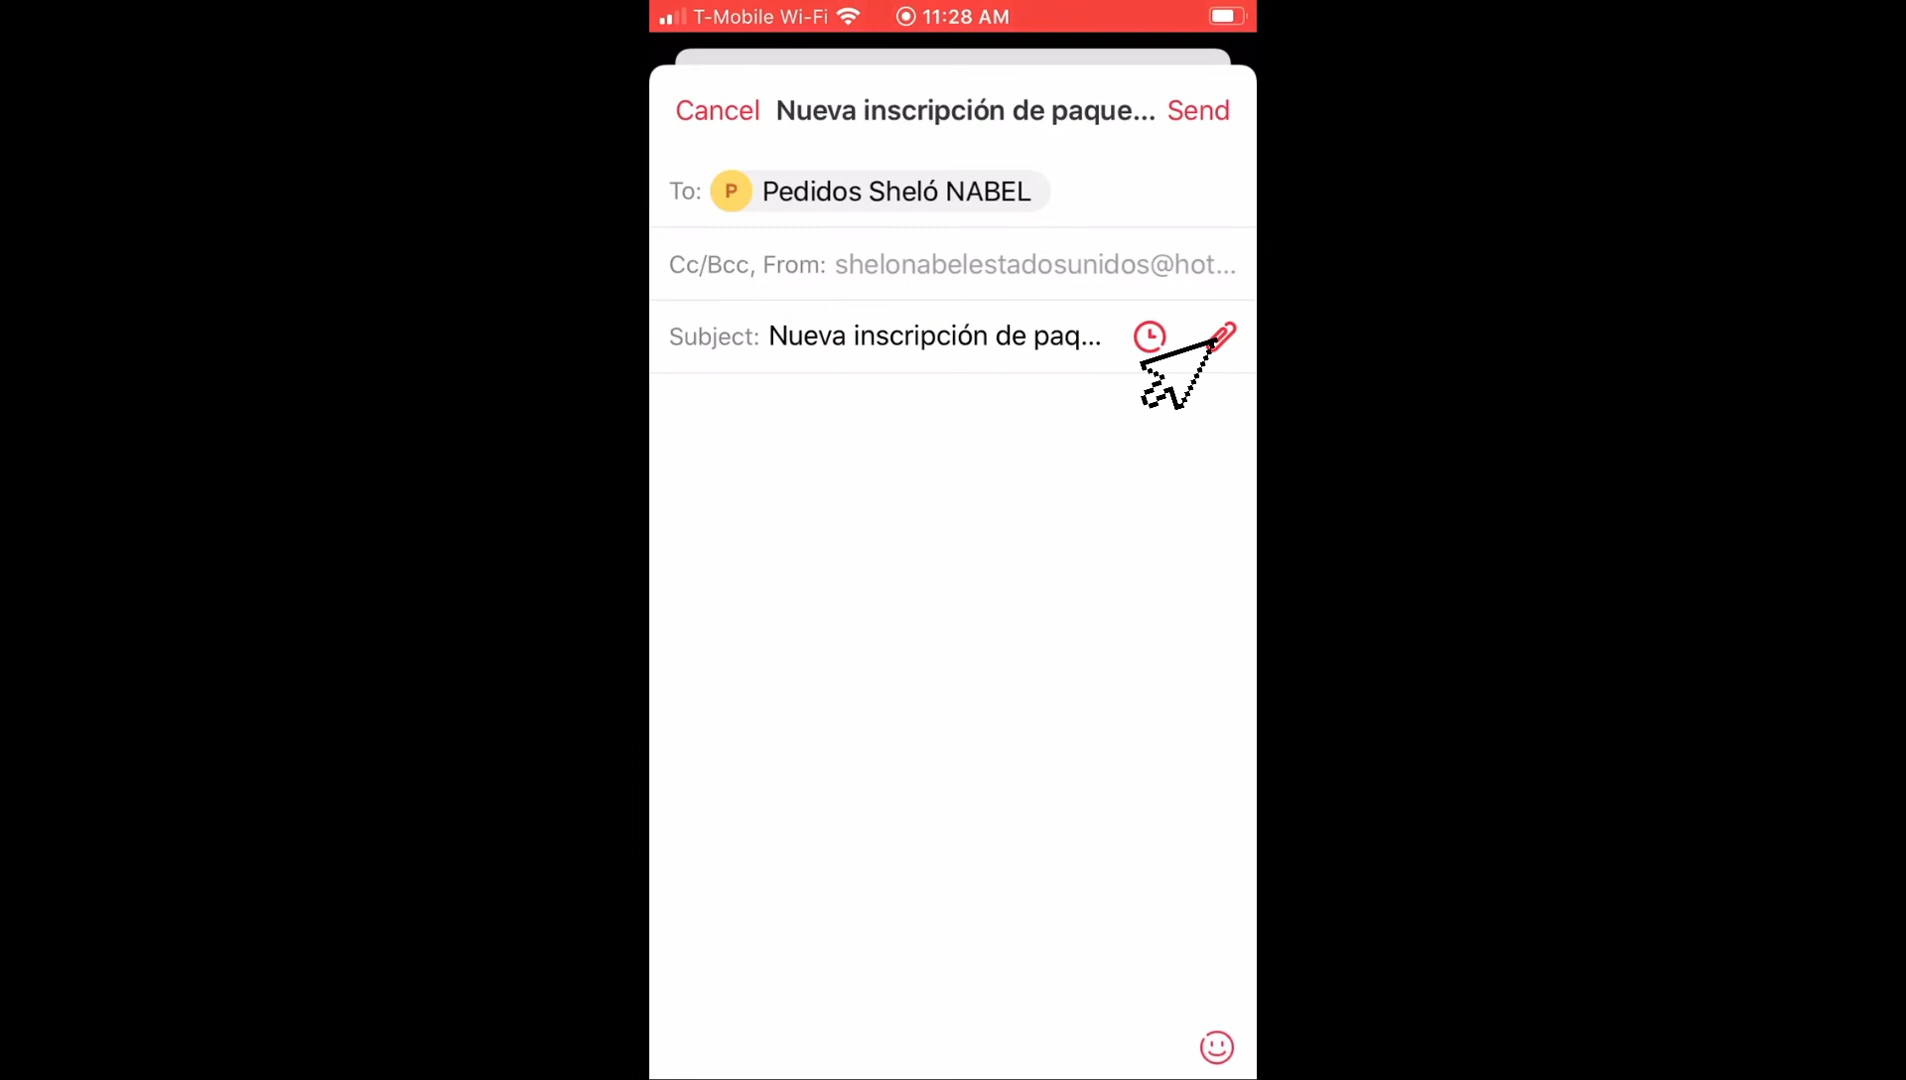 T-Mobile Wi-Fi 11:28 AM
Cancel Nueva inscripción de paque... Send
To: P Pedidos Sheló NABEL
Cc/Bcc, From: shelonabelestadosunidos@hot...
Subject: Nueva inscripción de paq...